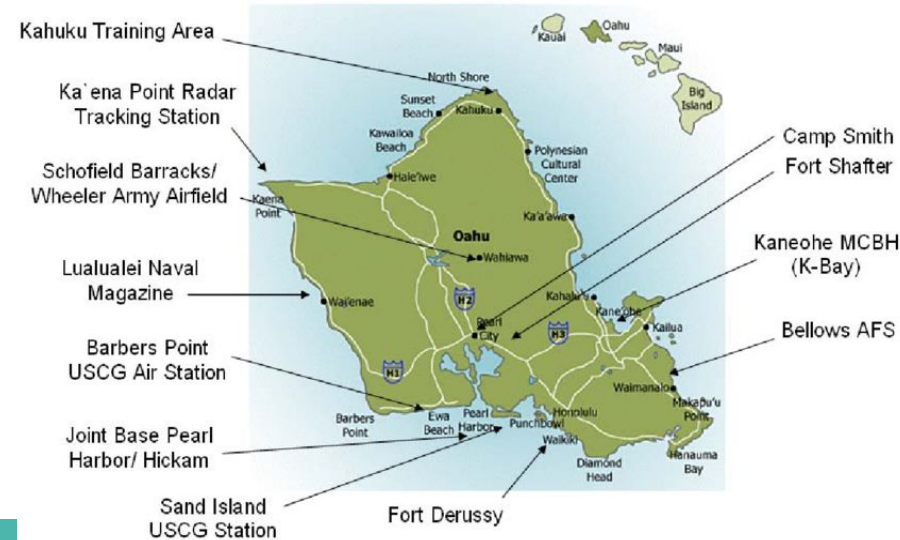 Kahuku Training Area
Ka`ena Point Radar
Tracking Station
Schofield Barracks/
Wheeler Army Airfield
Lualualei Naval
Magazine
Barbers Point
USCG Air Station
Joint Base Pearl
Harbor/ Hickam
Sand Island
USCG Station
Fort Derussy
Camp Smith
Fort Shafter
Kaneohe MCBH
(K-Bay)
Bellows AFS
Kauai
Oahu
Maui
Big
Island
North Shore
Sunset
Beach
Kahuku
Kawailoa
Beach
Polynesian
Cultural
Center
Hale'iwe
Kaena
Point
Ka'a'awa
Oahu
Wahiawa
Wai'enae
H2
Kahalu'u
Kane'ohe
Kailua
Pearl
City
H3
H1
Waimanalo
Makapu'u
Point
Barbers
Point
Ewa
Beach
Pearl
Harbor
Punchbowl
Honolulu
Waikiki
Diamond
Head
Hanauma
Bay